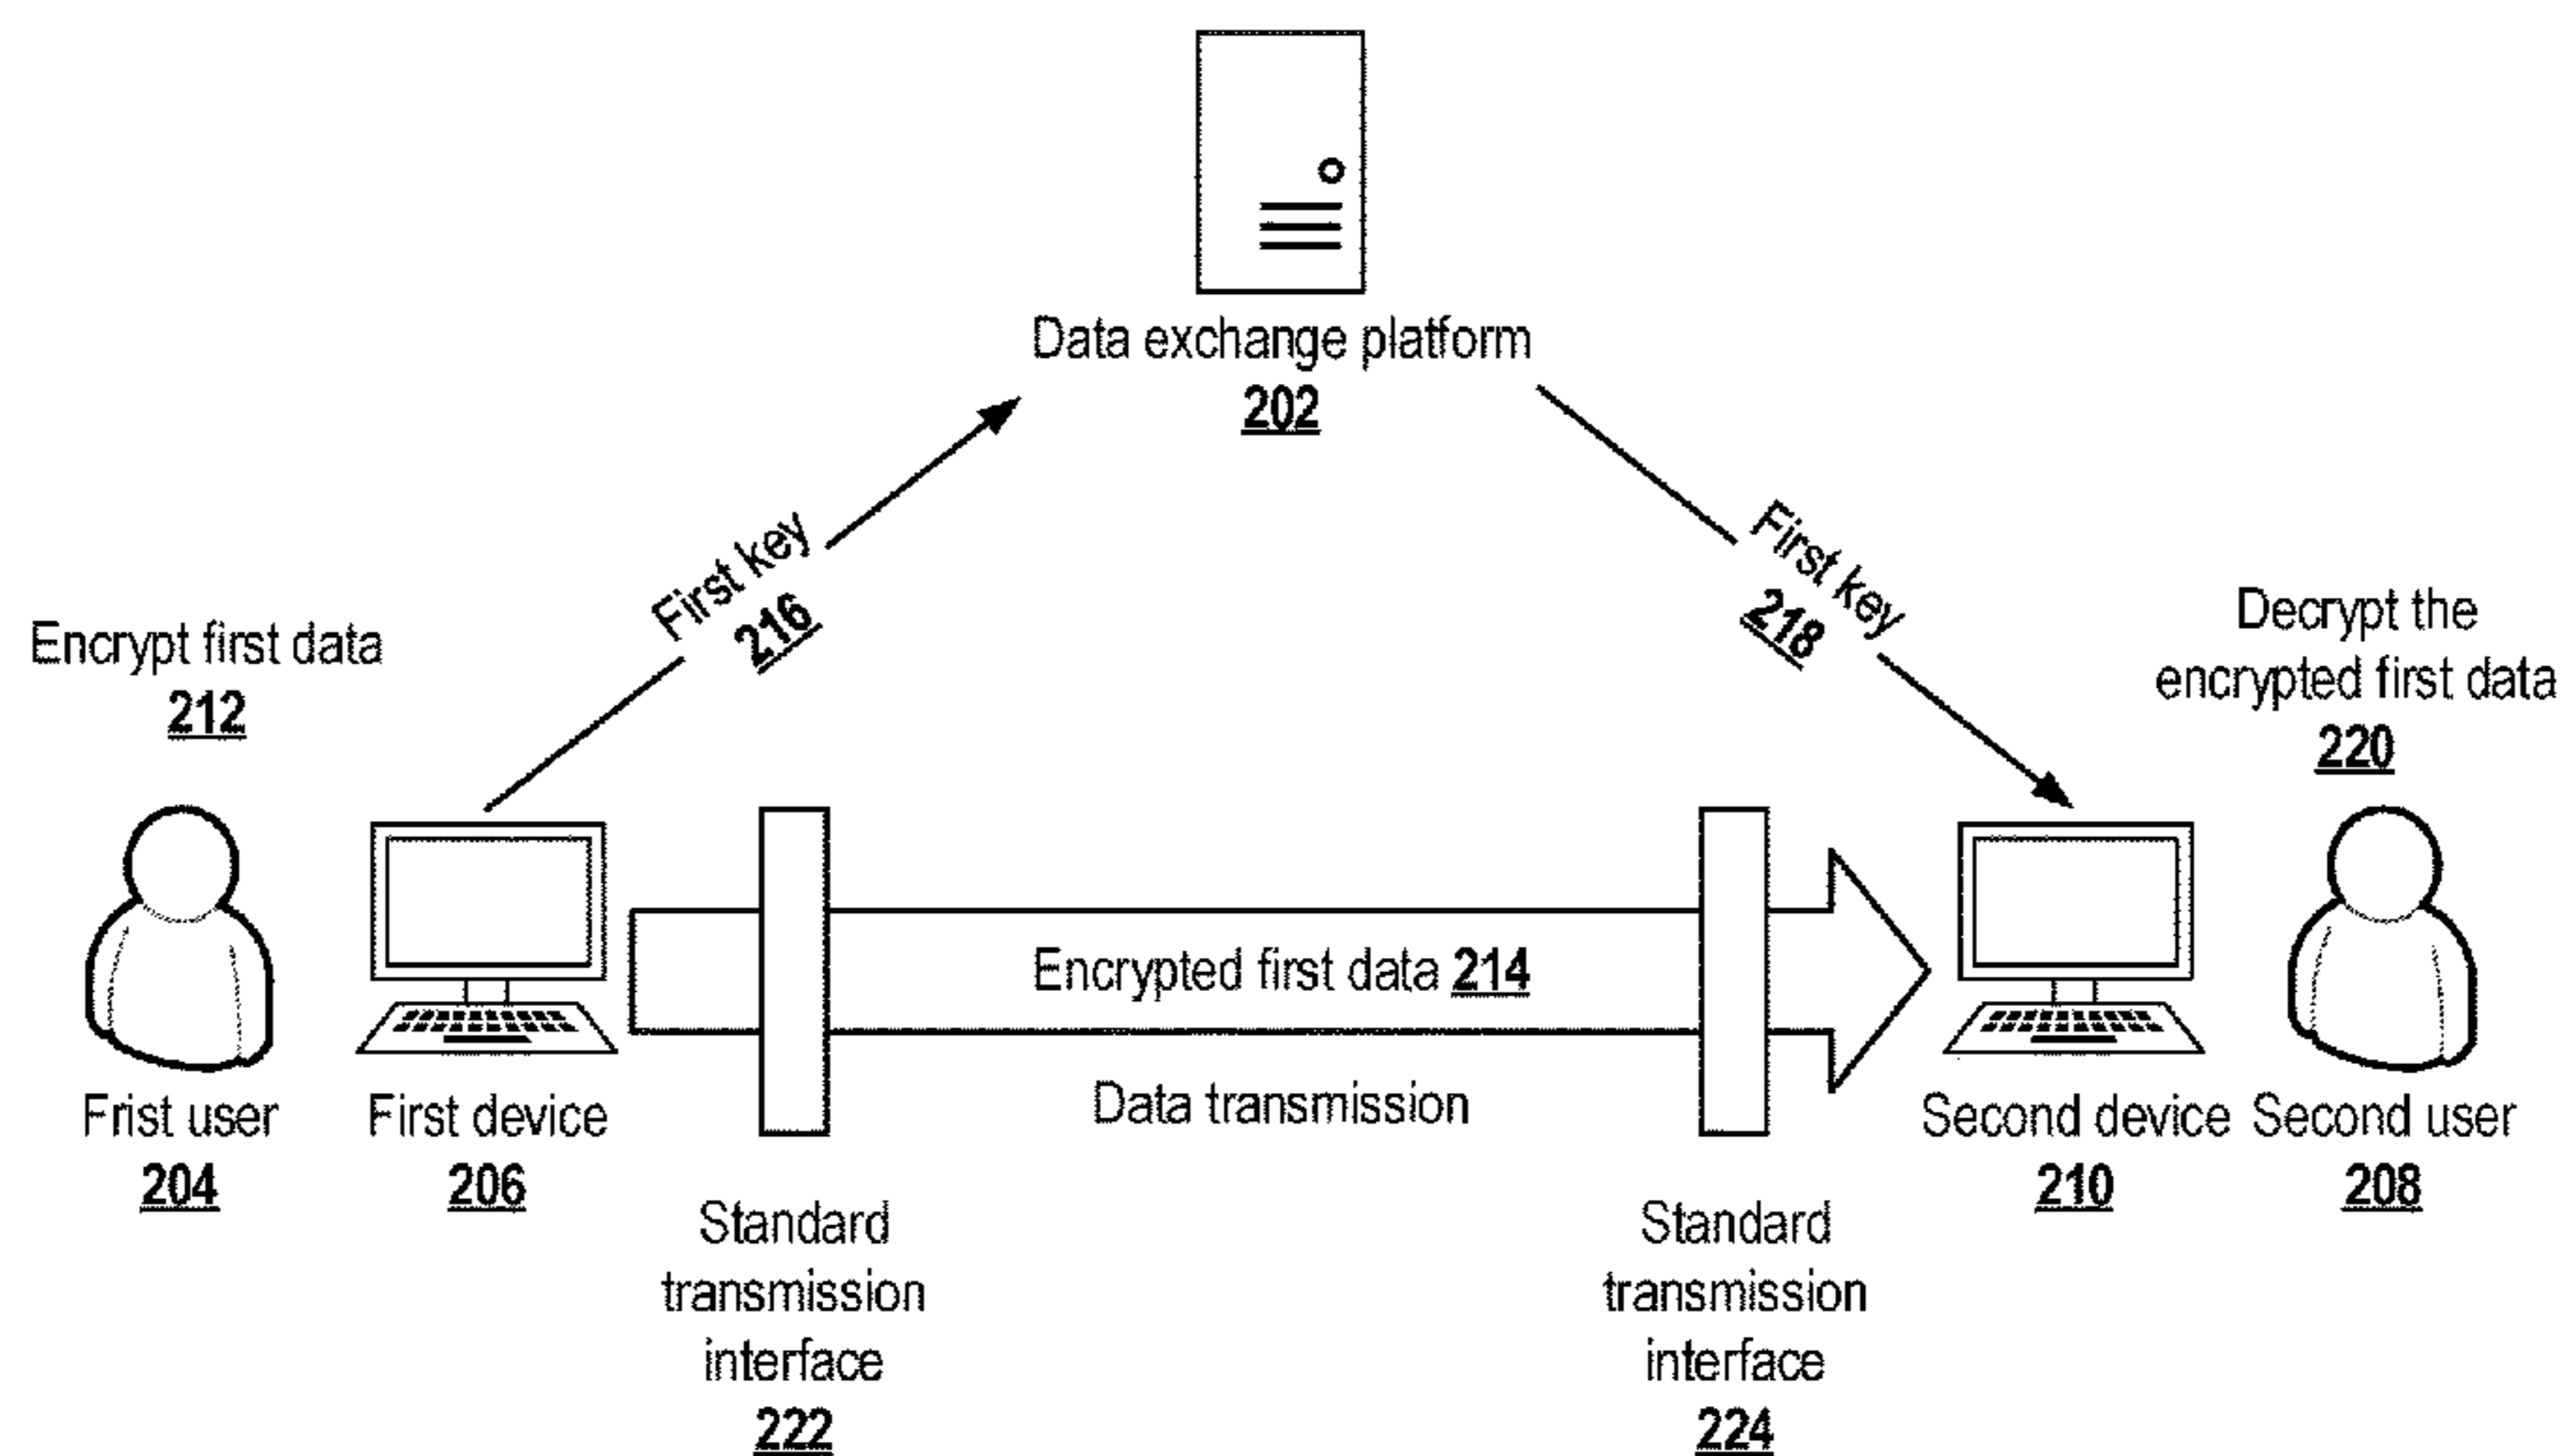 Data exchange platform
202
First key
216
First key
218
Encrypt first data
212
Decrypt the
encrypted first data
220
Encrypted first data 214
Data transmission
Frist user
204
First device
206
Second device
210
Second user
208
Standard
transmission
interface
222
Standard
transmission
interface
224